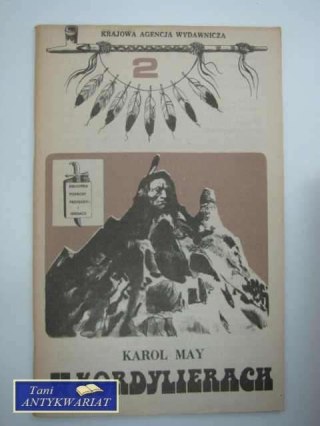 KRAJOWA AGENCJA WYDAWNICZA
2
KAROL MAY
W KORDYLIERACH
Tani
ANTYKWARIAT